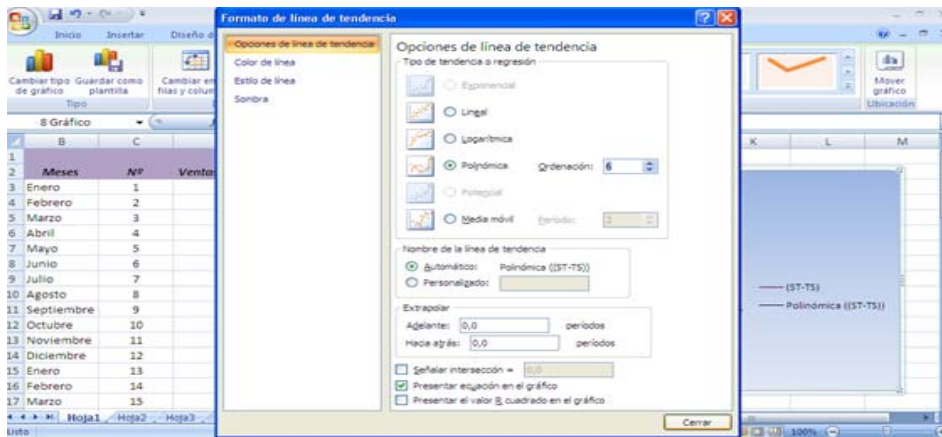 Formato de línea de tendencia
Inicio
Insertar
Diseño d
Cambiar tipo de gráfico
Guardar como plantilla
Cambiar en
filas y colum
Tipo
Mover gráfico
Ubicación
8 Gráfico
B
C
K
L
M
1
2 Meses Nº Ventas
3 Enero 1
4 Febrero 2
5 Marzo 3
6 Abril 4
7 Mayo 5
8 Junio 6
9 Julio 7
10 Agosto 8
11 Septiembre 9
12 Octubre 10
13 Noviembre 11
14 Diciembre 12
15 Enero 13
16 Febrero 14
17 Marzo 15
Hoja1 Hoja2 Hoja3
Listo
Opciones de línea de tendencia
Color de línea
Estilo de línea
Sombra
Opciones de línea de tendencia
Tipo de tendencia o regresión
Exponencial
Lineal
Logarítmica
Polinómica Ordenación: 6
Potencial
Media móvil Período: 2
Nombre de la línea de tendencia
Automático: Polinómica ((ST-TS))
Personalizado:
Extrapolar
Adelante: 0,0 períodos
Hacia atrás: 0,0 períodos
Señalar intersección = 0,0
Presentar ecuación en el gráfico
Presentar el valor R cuadrado en el gráfico
Cerrar
(ST-TS)
Polinómica ((ST-TS))
100%